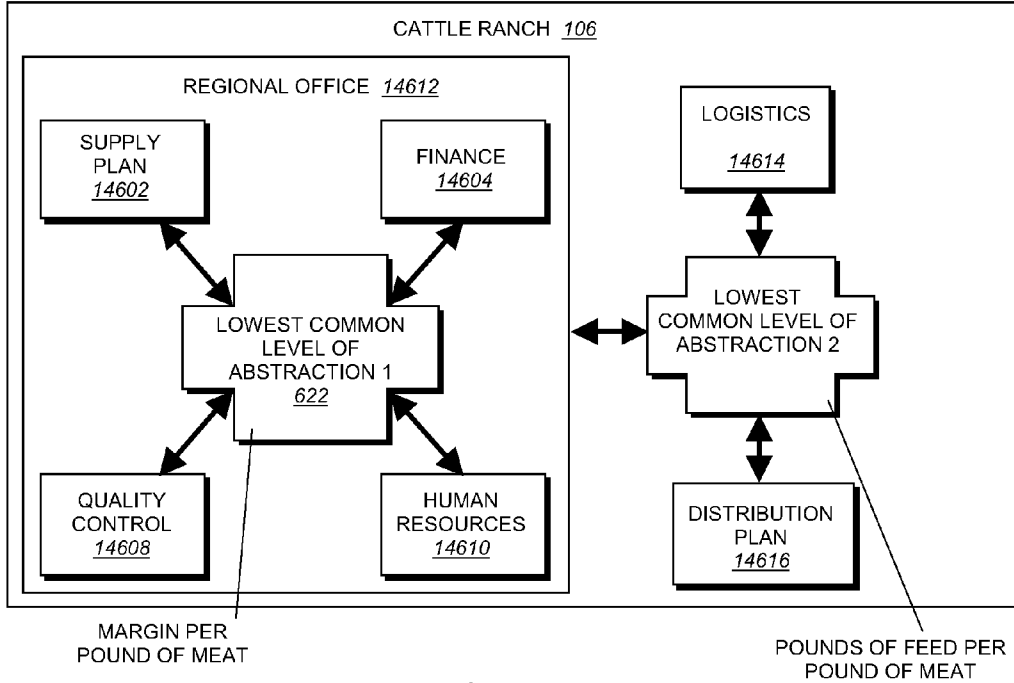 CATTLE RANCH 106
REGIONAL OFFICE 14612
SUPPLY
PLAN
14602
FINANCE
14604
LOWEST COMMON
LEVEL OF
ABSTRACTION 1
622
QUALITY
CONTROL
14608
HUMAN
RESOURCES
14610
LOGISTICS
14614
LOWEST
COMMON LEVEL OF
ABSTRACTION 2
DISTRIBUTION
PLAN
14616
MARGIN PER
POUND OF MEAT
POUNDS OF FEED PER
POUND OF MEAT